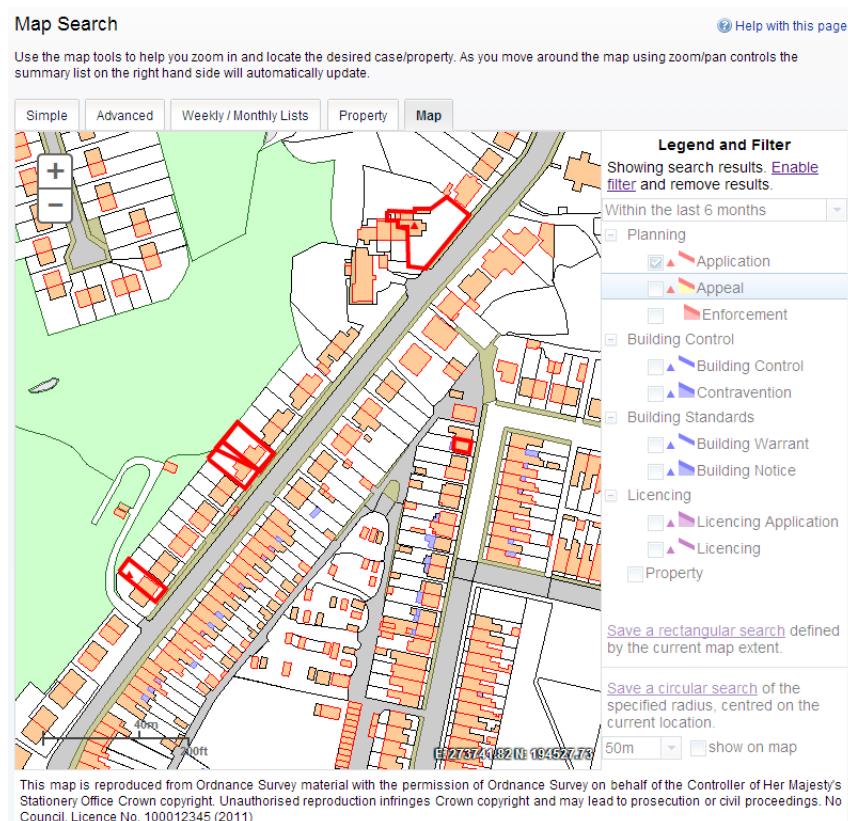 Map Search
Help with this page
Use the map tools to help you zoom in and locate the desired case/property. As you move around the map using zoom/pan controls the
summary list on the right hand side will automatically update.
Simple
Advanced
Weekly / Monthly Lists
Property
Map
+
−
Legend and Filter
Showing search results. Enable
filter and remove results.
Within the last 6 months
Planning
Application
Appeal
Enforcement
Building Control
Building Control
Contravention
Building Standards
Building Warrant
Building Notice
Licencing
Licencing Application
Licencing
Property
Save a rectangular search defined
by the current map extent.
Save a circular search of the
specified radius, centred on the
current location.
50m
show on map
40m
200ft
E: 273741.82 N: 194527.73
This map is reproduced from Ordnance Survey material with the permission of Ordnance Survey on behalf of the Controller of Her Majesty's
Stationery Office Crown copyright. Unauthorised reproduction infringes Crown copyright and may lead to prosecution or civil proceedings. No
Council. Licence No. 100012345 (2011)